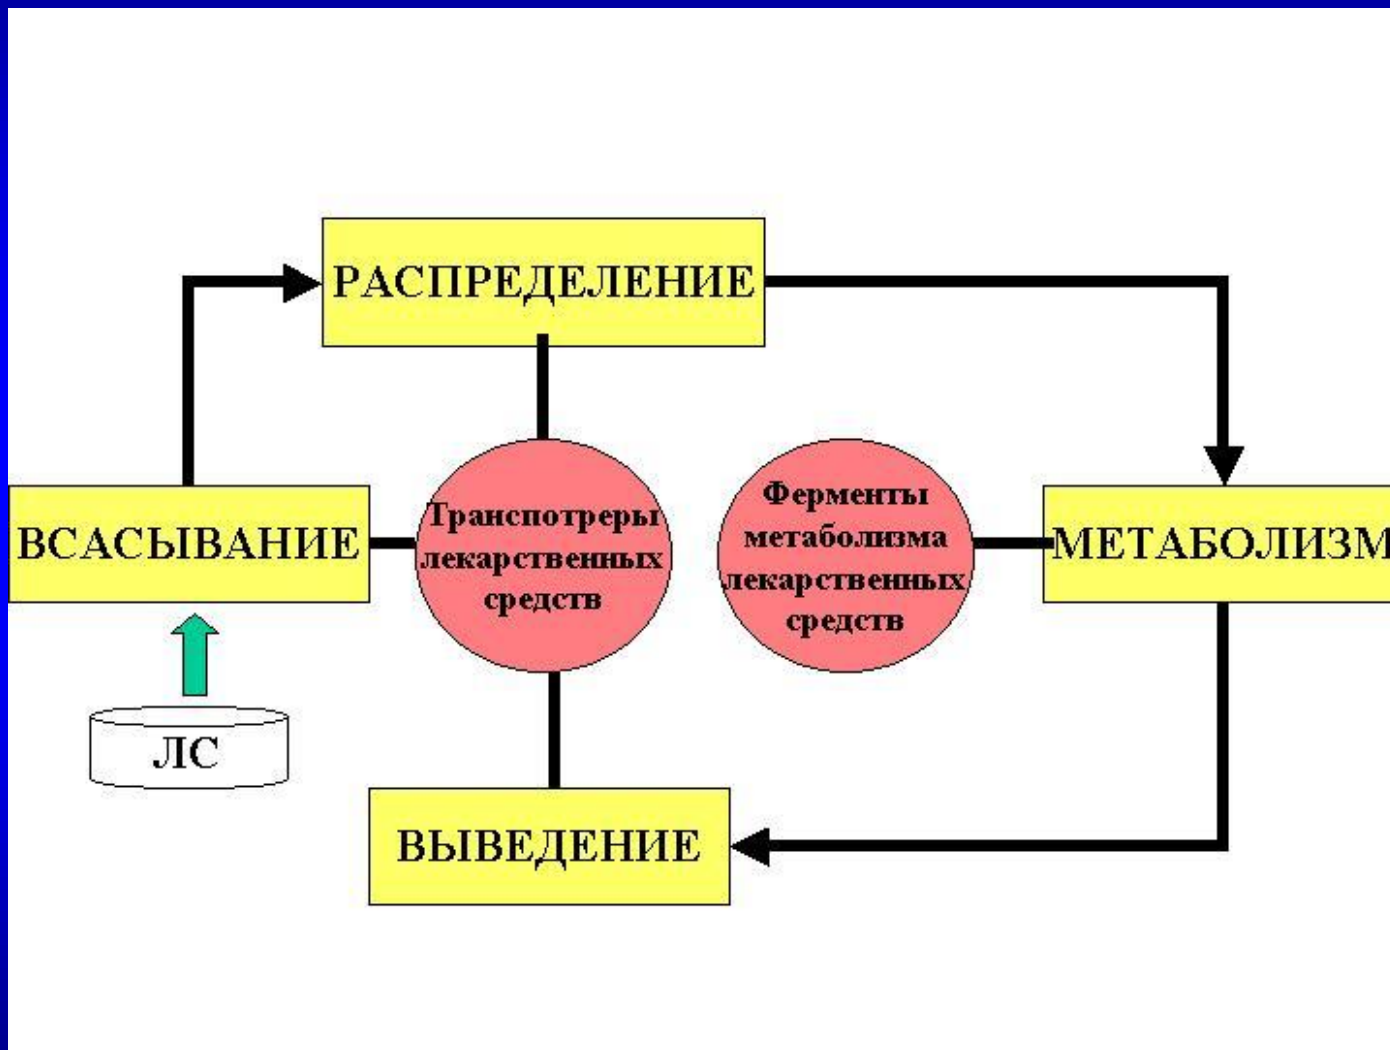 РАСПРЕДЕЛЕНИЕ
ВСАСЫВАНИЕ
Транспотреры
лекарственных
средств
Ферменты
метаболизма
лекарственных
средств
МЕТАБОЛИЗМ
ЛС
ВЫВЕДЕНИЕ